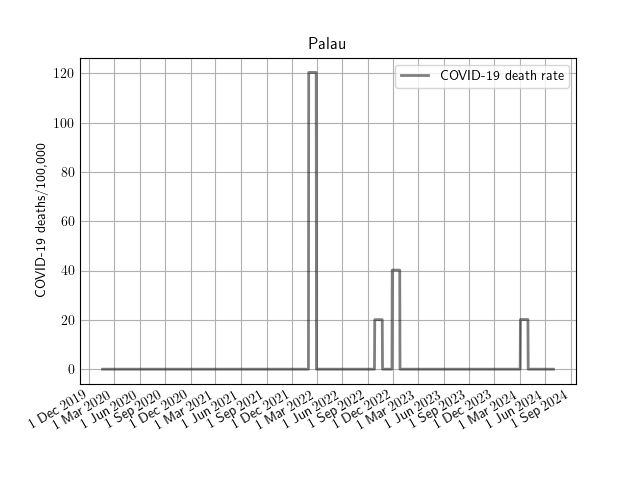 Palau
COVID-19 death rate
COVID-19 deaths/100,000
120
100
80
60
40
20
0
1 Dec 2019
1 Mar 2020
1 Jun 2020
1 Sep 2020
1 Dec 2020
1 Mar 2021
1 Jun 2021
1 Sep 2021
1 Dec 2021
1 Mar 2022
1 Jun 2022
1 Sep 2022
1 Dec 2022
1 Mar 2023
1 Jun 2023
1 Sep 2023
1 Dec 2023
1 Mar 2024
1 Jun 2024
1 Sep 2024